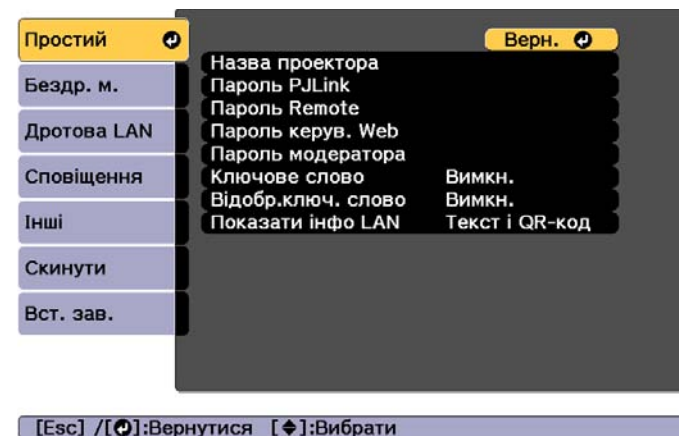 Простий
Бездр. м.
Дротова LAN
Сповіщення
Інші
Скинути
Вст. зав.
Верн.
Назва проектора
Пароль PJLink
Пароль Remote
Пароль керув. Web
Пароль модератора
Ключове слово Вимкн.
Відобр.ключ. слово Вимкн.
Показати інфо LAN Текст і QR-код
[Esc] /[⏎]:Вернутися [◆]:Вибрати